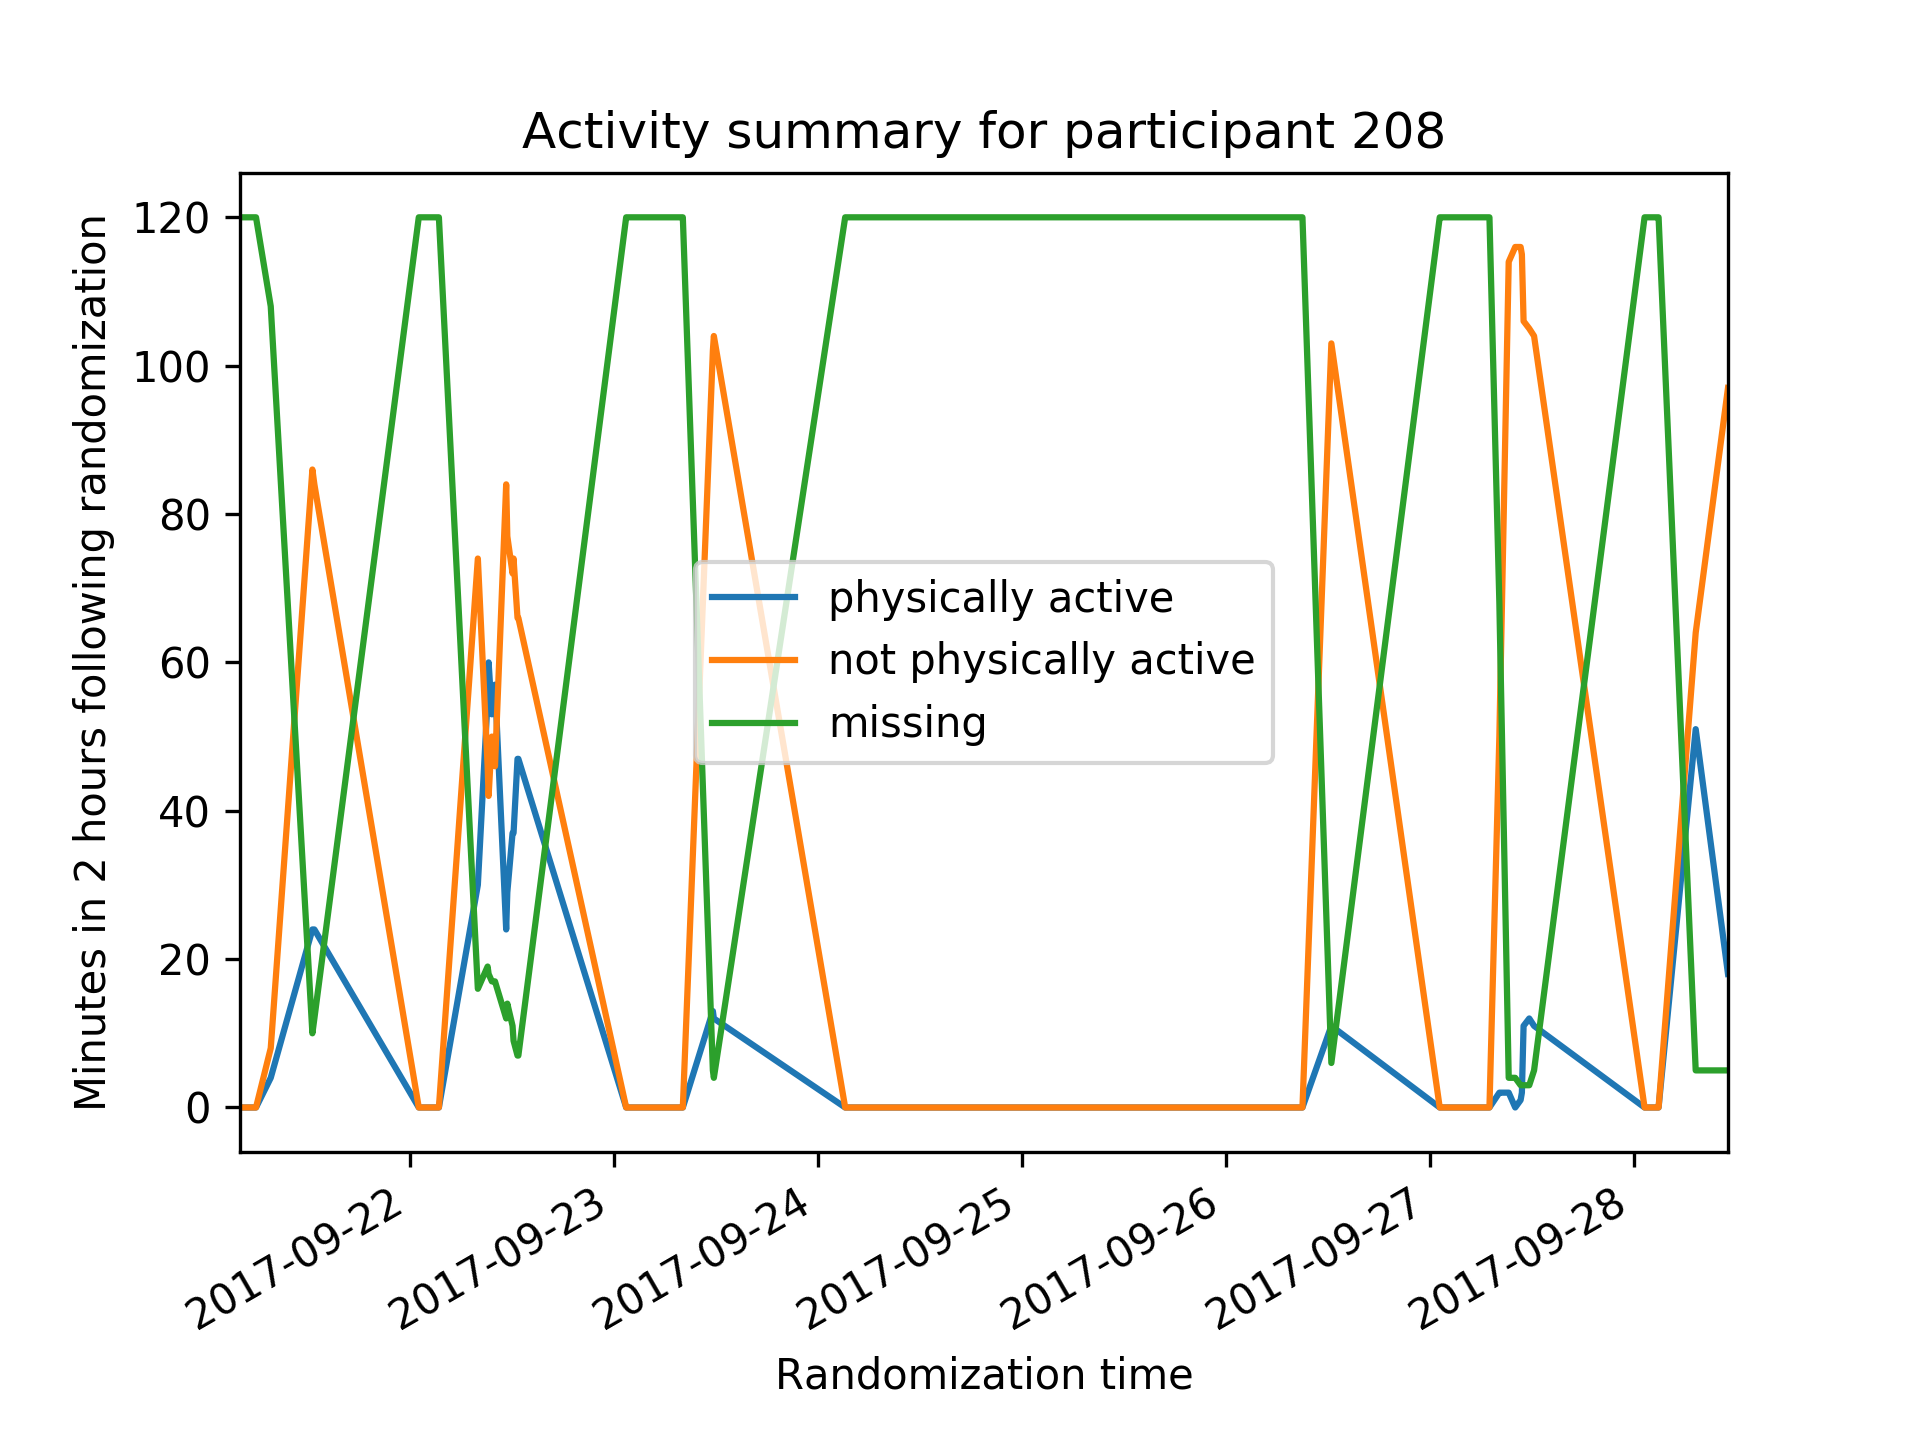 Activity summary for participant 208
Minutes in 2 hours following randomization
120
100
80
60
40
20
0
physically active
not physically active
missing
2017-09-22
2017-09-23
2017-09-24
2017-09-25
2017-09-26
2017-09-27
2017-09-28
Randomization time